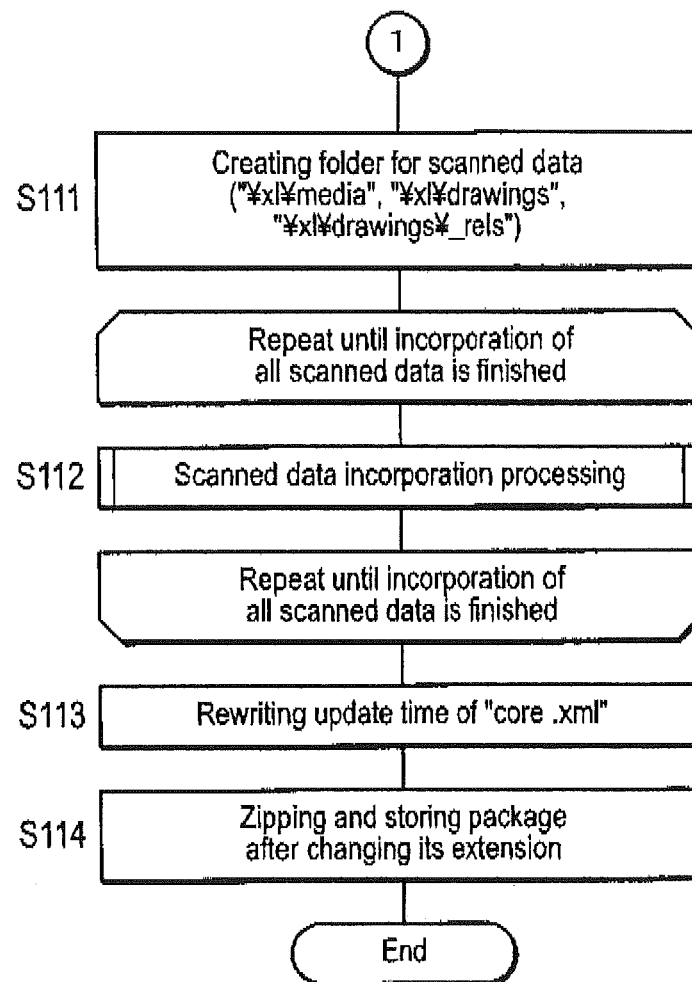 1
S111
Creating folder for scanned data
("¥xl¥media", "¥xl¥drawings",
"¥xl¥drawings¥_rels")
Repeat until incorporation of
all scanned data is finished
S112
Scanned data incorporation processing
Repeat until incorporation of
all scanned data is finished
S113
Rewriting update time of "core .xml"
S114
Zipping and storing package
after changing its extension
End